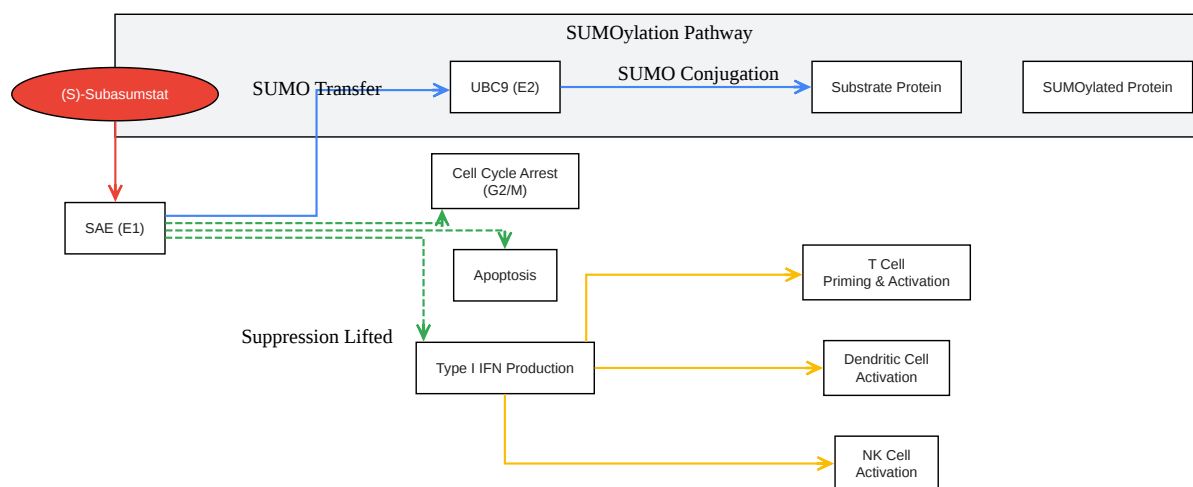 SUMOylation Pathway
(S)-Subasumstat
SUMO Transfer
UBC9 (E2)
SUMO Conjugation
Substrate Protein
SUMOylated Protein
Cell Cycle Arrest
(G2/M)
SAE (E1)
Apoptosis
T Cell
Priming & Activation
Suppression Lifted
Type I IFN Production
Dendritic Cell
Activation
NK Cell
Activation